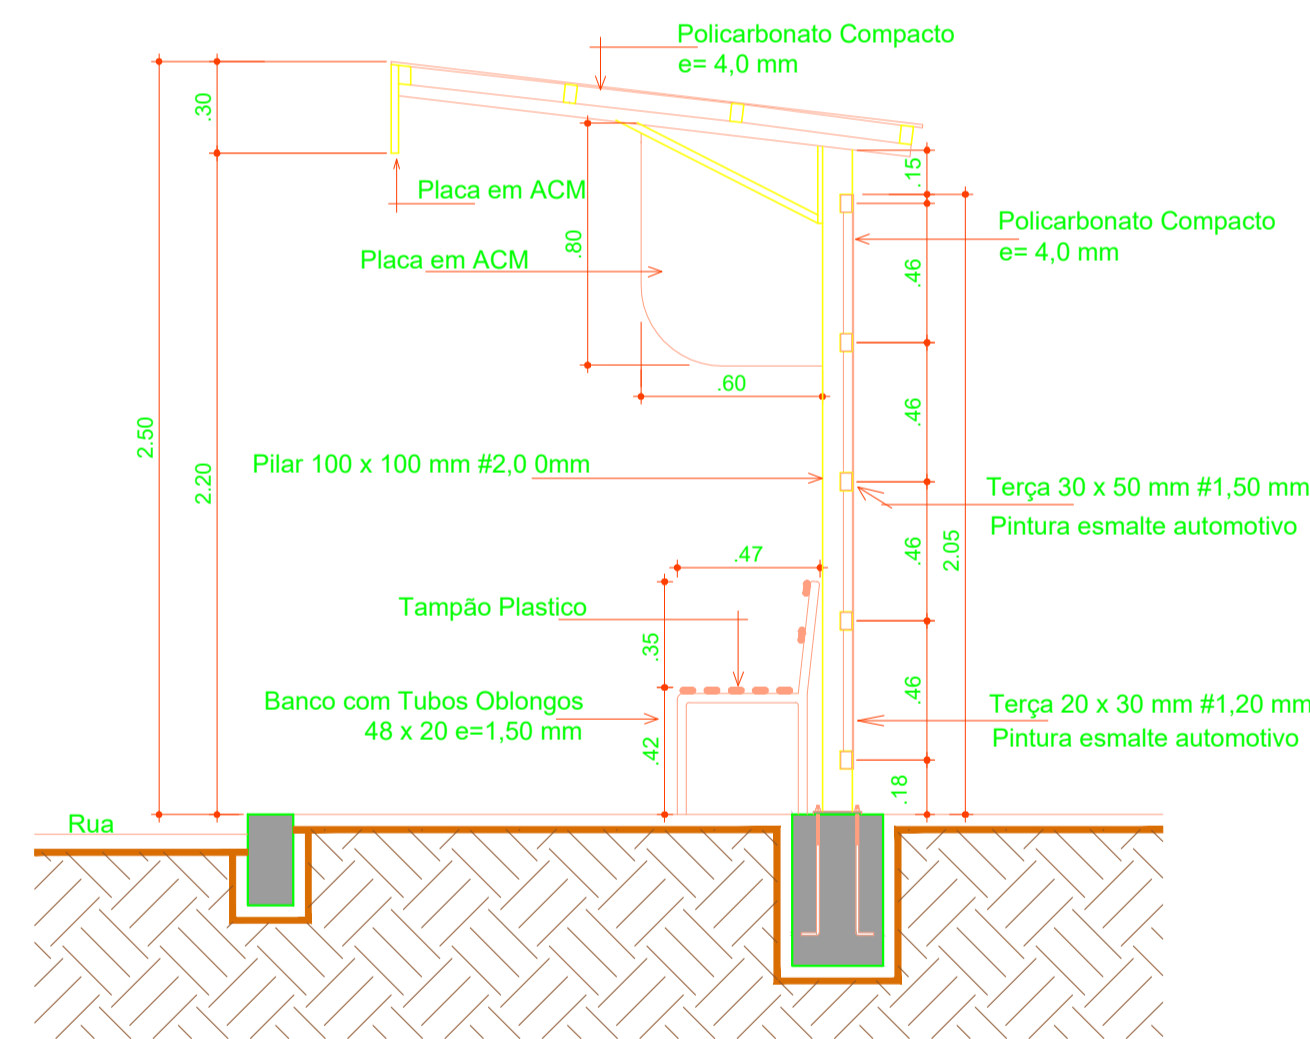 Policarbonato Compacto
e= 4,0 mm
.30
.15
Placa em ACM
Policarbonato Compacto
e= 4,0 mm
.80
Placa em ACM
.46
.60
.46
2.50
2.20
Pilar 100 x 100 mm #2,0 0mm
Terça 30 x 50 mm #1,50 mm
Pintura esmalte automotivo
.47
.46
2.05
Tampão Plastico
.35
Banco com Tubos Oblongos
48 x 20 e=1,50 mm
.46
Terça 20 x 30 mm #1,20 mm
Pintura esmalte automotivo
.42
.18
Rua